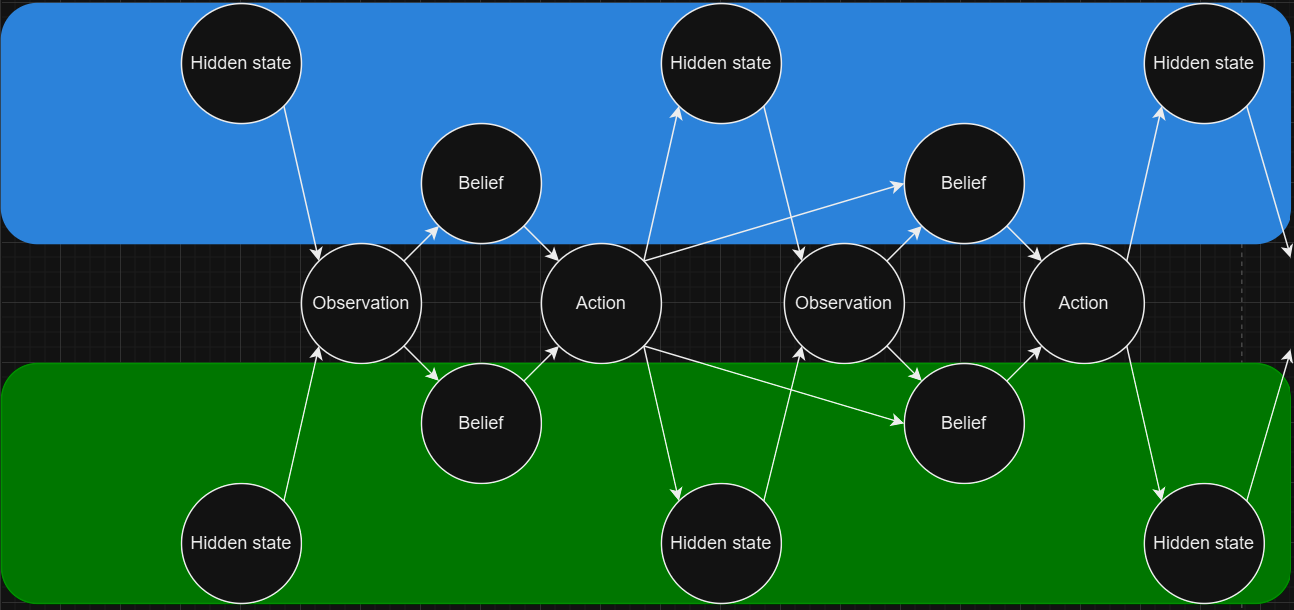 Hidden state
Hidden state
Hidden state
Belief
Belief
Observation
Action
Observation
Action
Belief
Belief
Hidden state
Hidden state
Hidden state